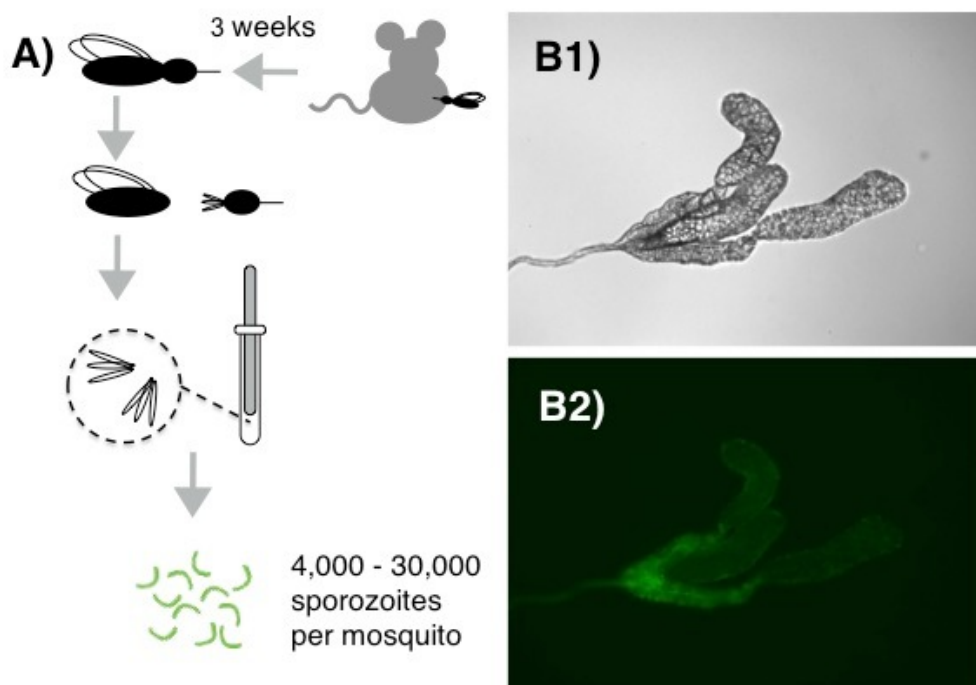 A)
3 weeks
4,000 - 30,000
sporozoites
per mosquito
B1)
B2)